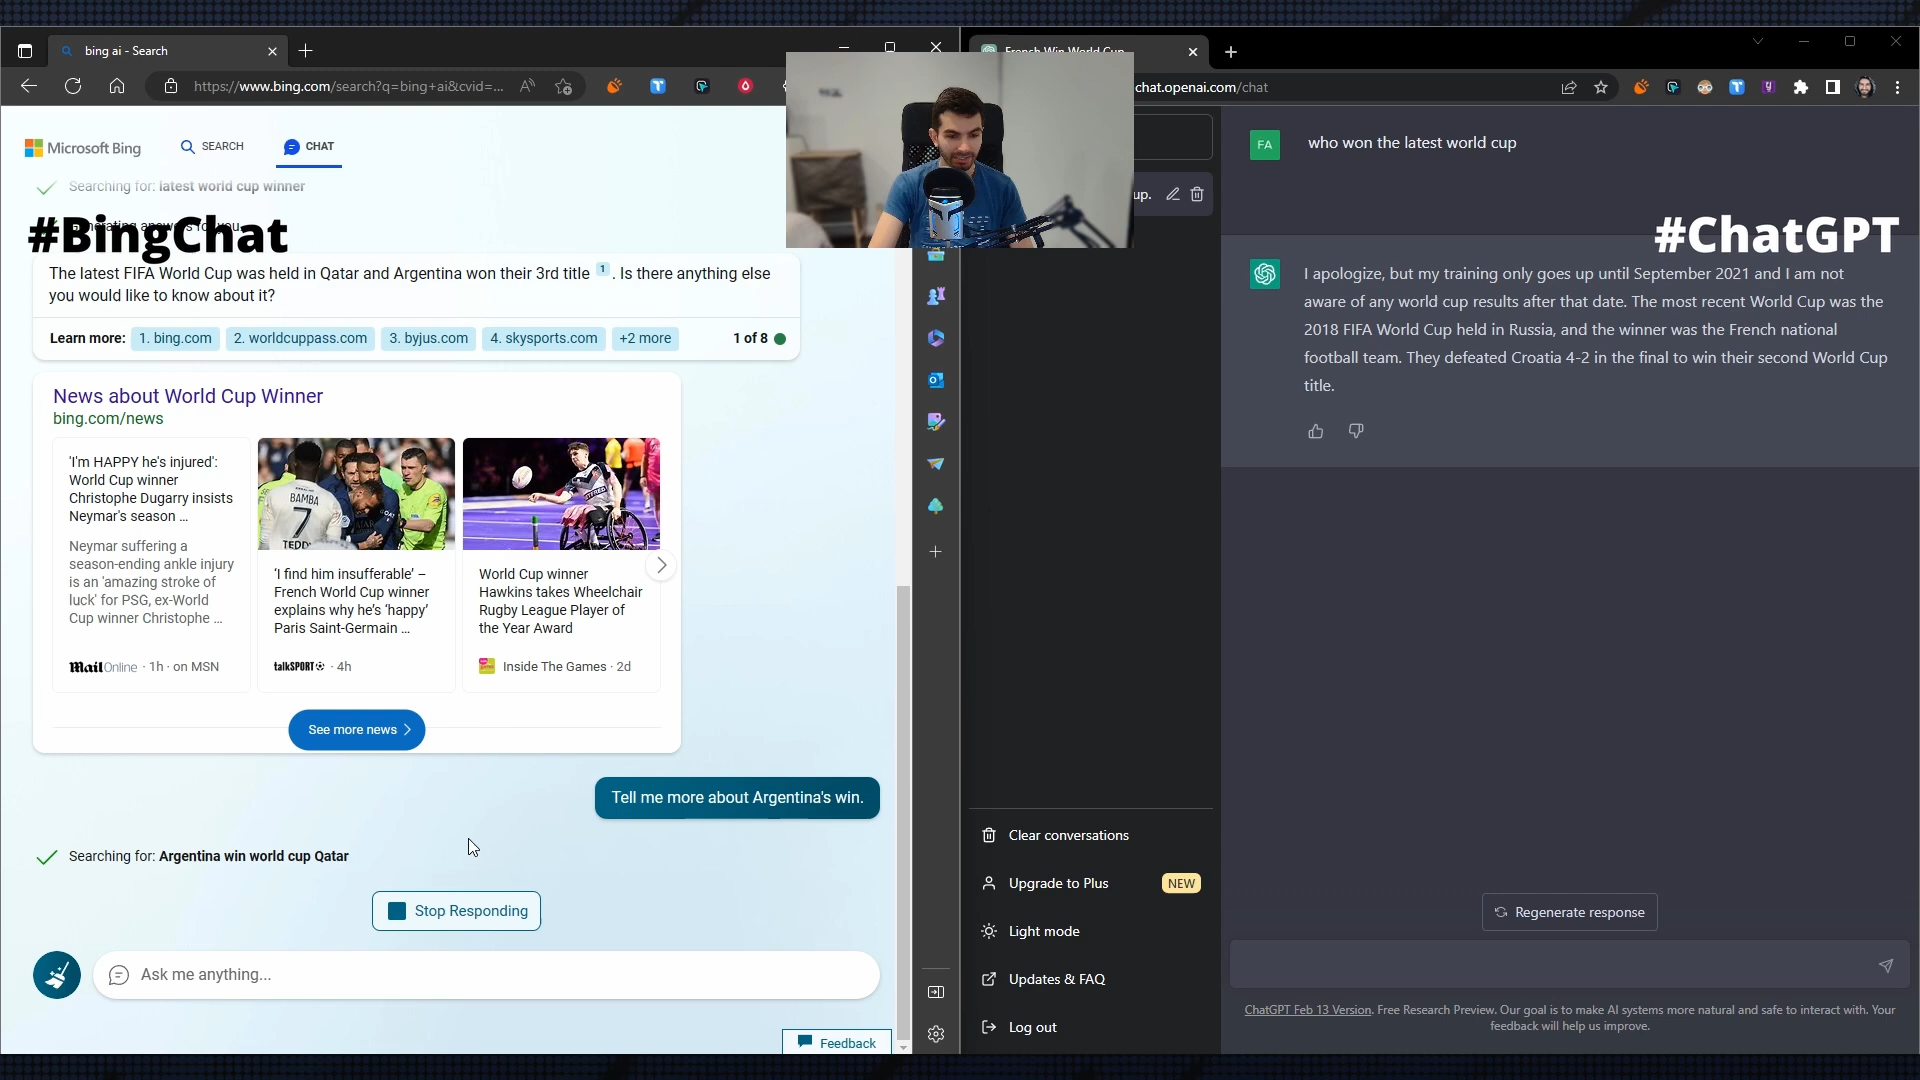 bing ai - Search
https://www.bing.com/search?q=bing+ai&cvid=...
Microsoft Bing
SEARCH
CHAT
Searching for: latest world cup winner
Generating answers for you
#BingChat
The latest FIFA World Cup was held in Qatar and Argentina won their 3rd title 1 . Is there anything else
you would like to know about it?
Learn more: 1. bing.com 2. worldcuppass.com 3. byjus.com 4. skysports.com +2 more 1 of 8
News about World Cup Winner
bing.com/news
'I'm HAPPY he's injured':
World Cup winner
Christophe Dugarry insists
Neymar's season ...
Neymar suffering a
season-ending ankle injury
is an 'amazing stroke of
luck' for PSG, ex-World
Cup winner Christophe ...
Mail Online · 1h · on MSN
BAMBA
7
‘I find him insufferable’ –
French World Cup winner
explains why he’s ‘happy’
Paris Saint-Germain ...
talkSPORT · 4h
World Cup winner
Hawkins takes Wheelchair
Rugby League Player of
the Year Award
Inside The Games · 2d
See more news
Tell me more about Argentina's win.
Searching for: Argentina win world cup Qatar
Stop Responding
Ask me anything...
Feedback
French Win World Cup
chat.openai.com/chat
up.
Clear conversations
Upgrade to Plus NEW
Light mode
Updates & FAQ
Log out
FA
who won the latest world cup
#ChatGPT
I apologize, but my training only goes up until September 2021 and I am not
aware of any world cup results after that date. The most recent World Cup was the
2018 FIFA World Cup held in Russia, and the winner was the French national
football team. They defeated Croatia 4-2 in the final to win their second World Cup
title.
Regenerate response
ChatGPT Feb 13 Version. Free Research Preview. Our goal is to make AI systems more natural and safe to interact with. Your
feedback will help us improve.